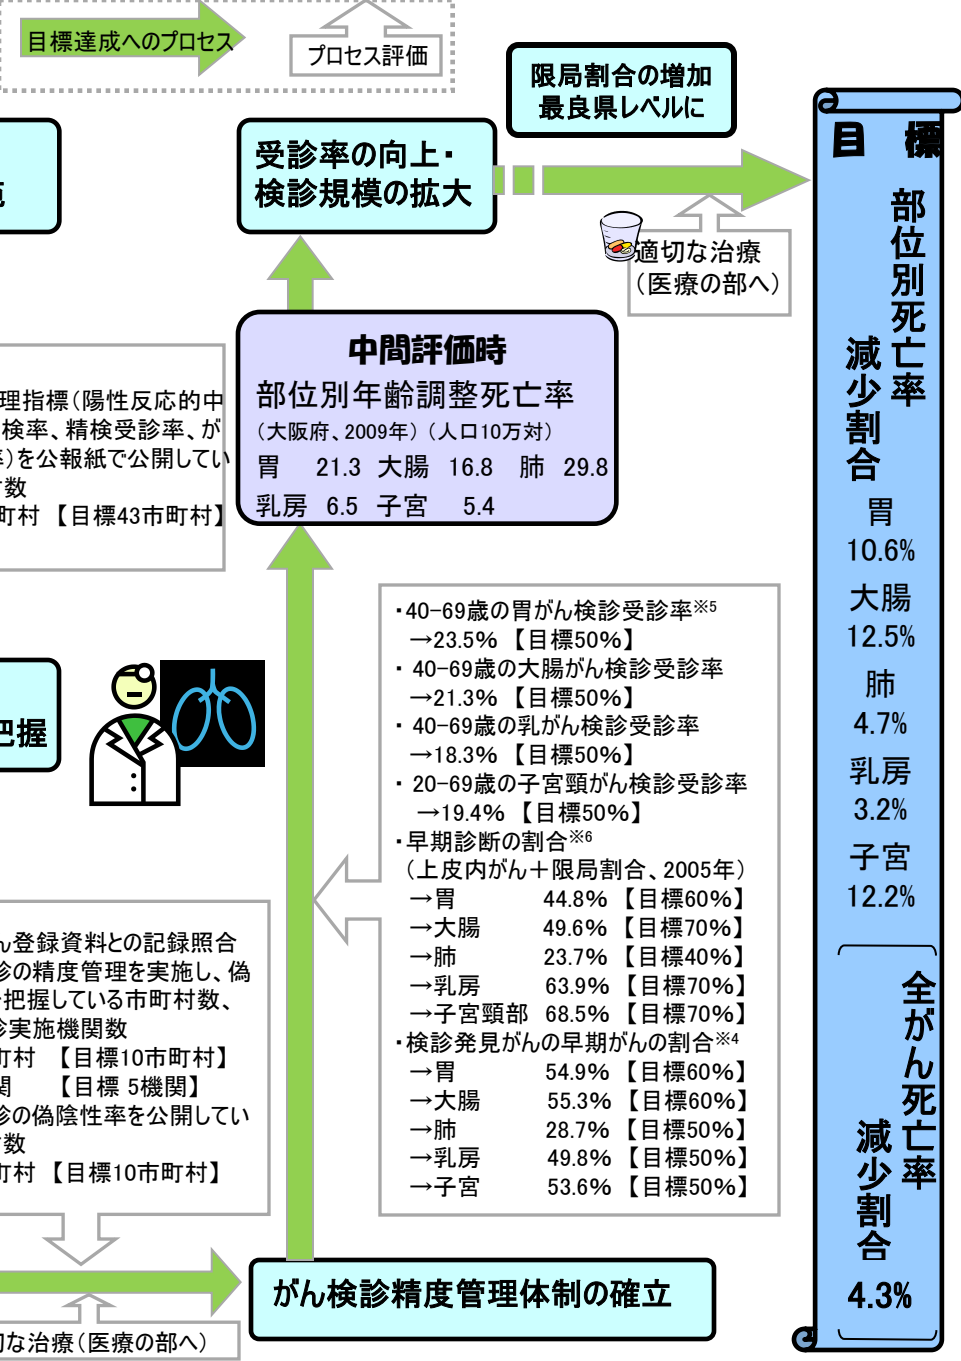 目標達成へのプロセス
プロセス評価
限局割合の増加
最良県レベルに
受診率の向上・
検診規模の拡大
適切な治療
（医療の部へ）
中間評価時
部位別年齢調整死亡率
（大阪府、2009年）（人口10万対）
胃 21.3 大腸 16.8 肺 29.8
乳房 6.5 子宮 5.4
理指標（陽性反応的中
検率、精検受診率、が
）を公報紙で公開してい
数
町村 【目標43市町村】
把握
・40-69歳の胃がん検診受診率※5
→23.5% 【目標50%】
・ 40-69歳の大腸がん検診受診率
→21.3% 【目標50%】
・ 40-69歳の乳がん検診受診率
→18.3% 【目標50%】
・ 20-69歳の子宮頸がん検診受診率
→19.4% 【目標50%】
・早期診断の割合※6
（上皮内がん＋限局割合、2005年）
→胃 44.8% 【目標60%】
→大腸 49.6% 【目標70%】
→肺 23.7% 【目標40%】
→乳房 63.9% 【目標70%】
→子宮頸部 68.5% 【目標70%】
・検診発見がんの早期がんの割合※4
→胃 54.9% 【目標60%】
→大腸 55.3% 【目標60%】
→肺 28.7% 【目標50%】
→乳房 49.8% 【目標50%】
→子宮 53.6% 【目標50%】
ん登録資料との記録照合
診の精度管理を実施し、偽
把握している市町村数、
診実施機関数
町村 【目標10市町村】
関 【目標 5機関】
診の偽陰性率を公開してい
数
町村 【目標10市町村】
がん検診精度管理体制の確立
切な治療（医療の部へ）
目 標
部位別死亡率
減少割合
胃
10.6%
大腸
12.5%
肺
4.7%
乳房
3.2%
子宮
12.2%
全がん死亡率
減少割合
4.3%